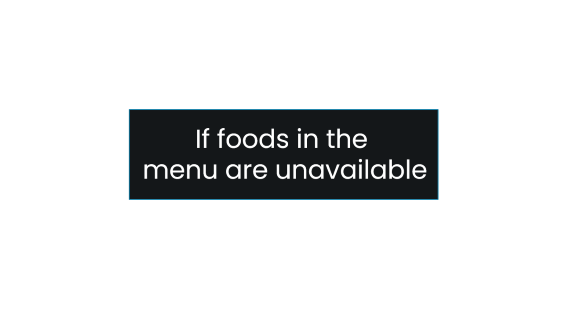 If foods in the
menu are unavailable